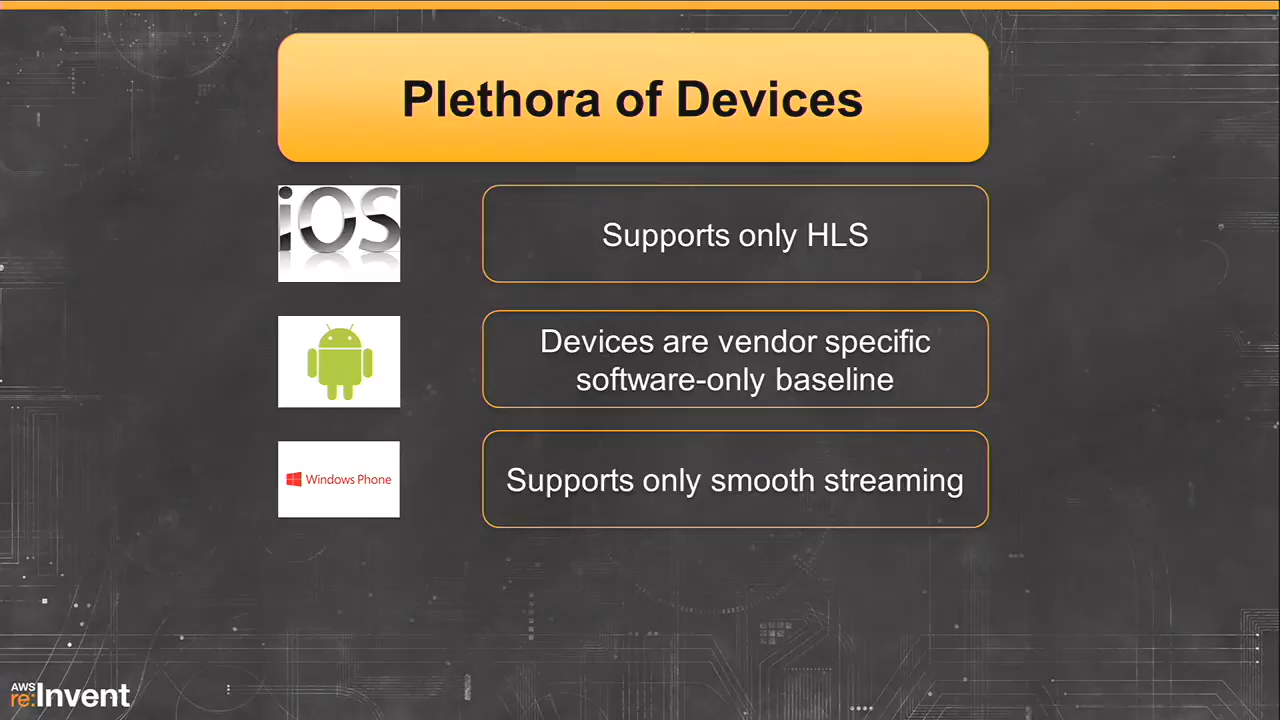 Plethora of Devices
iOS
Supports only HLS
Devices are vendor specific
software-only baseline
Windows Phone
Supports only smooth streaming
AWS
re:Invent